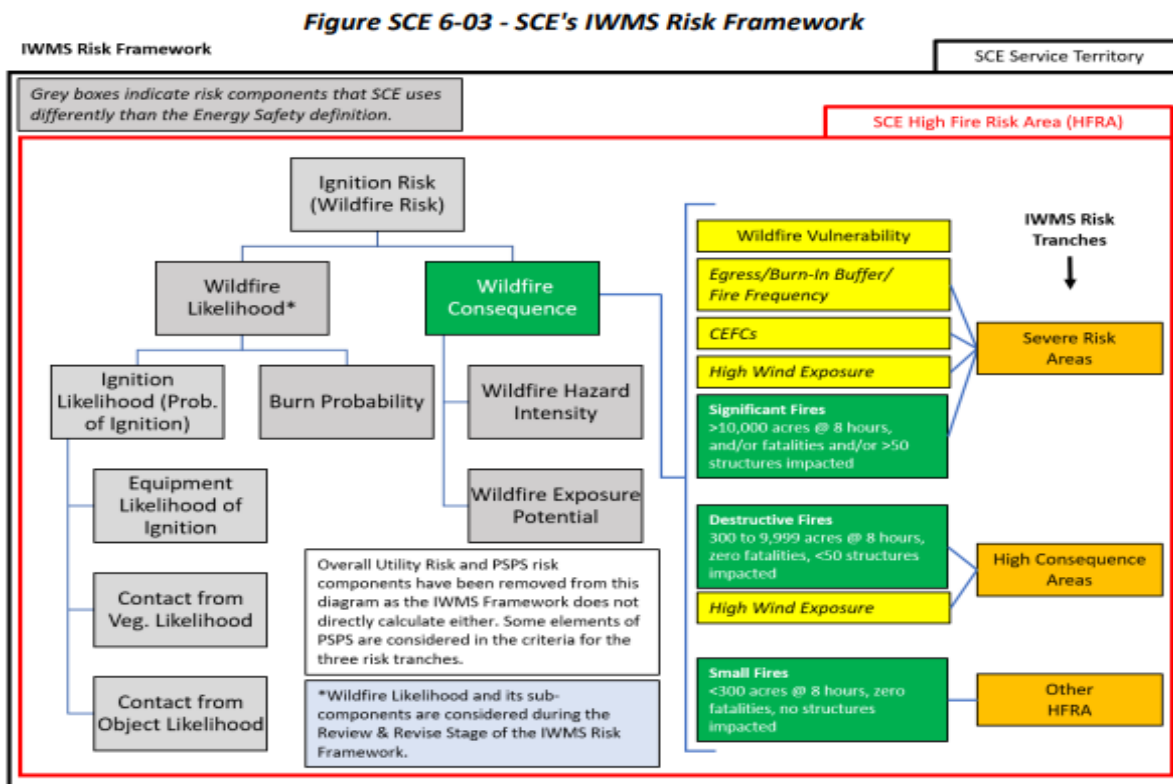 Figure SCE 6-03 - SCE's IWMS Risk Framework
IWMS Risk Framework
SCE Service Territory
Grey boxes indicate risk components that SCE uses
differently than the Energy Safety definition.
SCE High Fire Risk Area (HFRA)
Ignition Risk
(Wildfire Risk)
Wildfire
Likelihood*
Wildfire
Consequence
Ignition
Likelihood (Prob.
of Ignition)
Burn Probability
Wildfire Hazard
Intensity
Equipment
Likelihood of
Ignition
Wildfire Exposure
Potential
Contact from
Veg. Likelihood
Contact from
Object Likelihood
Overall Utility Risk and PSPS risk
components have been removed from this
diagram as the IWMS Framework does not
directly calculate either. Some elements of
PSPS are considered in the criteria for the
three risk tranches.
*Wildfire Likelihood and its sub-
components are considered during the
Review & Revise Stage of the IWMS Risk
Framework.
Wildfire Vulnerability
Egress/Burn-In Buffer/
Fire Frequency
CEFCs
High Wind Exposure
Significant Fires
>10,000 acres @ 8 hours,
and/or fatalities and/or >50
structures impacted
Destructive Fires
300 to 9,999 acres @ 8 hours,
zero fatalities, <50 structures
impacted
High Wind Exposure
Small Fires
<300 acres @ 8 hours, zero
fatalities, no structures
impacted
IWMS Risk
Tranches
Severe Risk
Areas
High Consequence
Areas
Other
HFRA